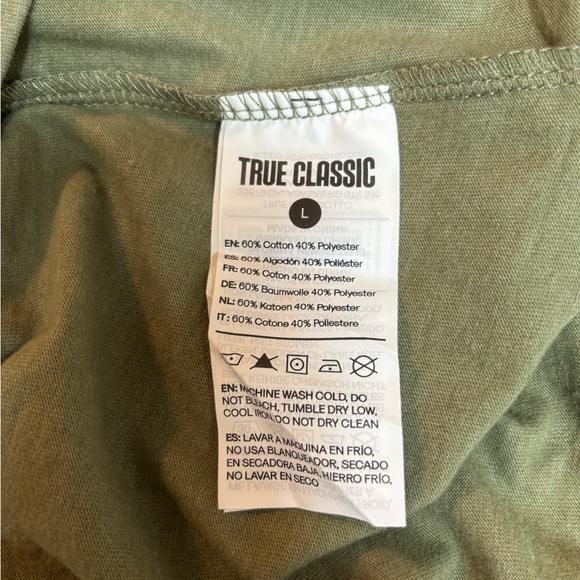 TRUE CLASSIC
L
EN: 60% Cotton 40% Polyester
ES: 60% Algodón 40% Poliéster
FR: 60% Coton 40% Polyester
DE: 60% Baumwolle 40% Polyester
NL: 60% Katoen 40% Polyester
IT: 60% Cotone 40% Poliestere
EN: MACHINE WASH COLD, DO
NOT BLEACH, TUMBLE DRY LOW,
COOL IRON, DO NOT DRY CLEAN
ES: LAVAR A MAQUINA EN FRÍO,
NO USA BLANQUEADOR, SECADO
EN SECADORA BAJA, HIERRO FRÍO,
NO LAVAR EN SECO